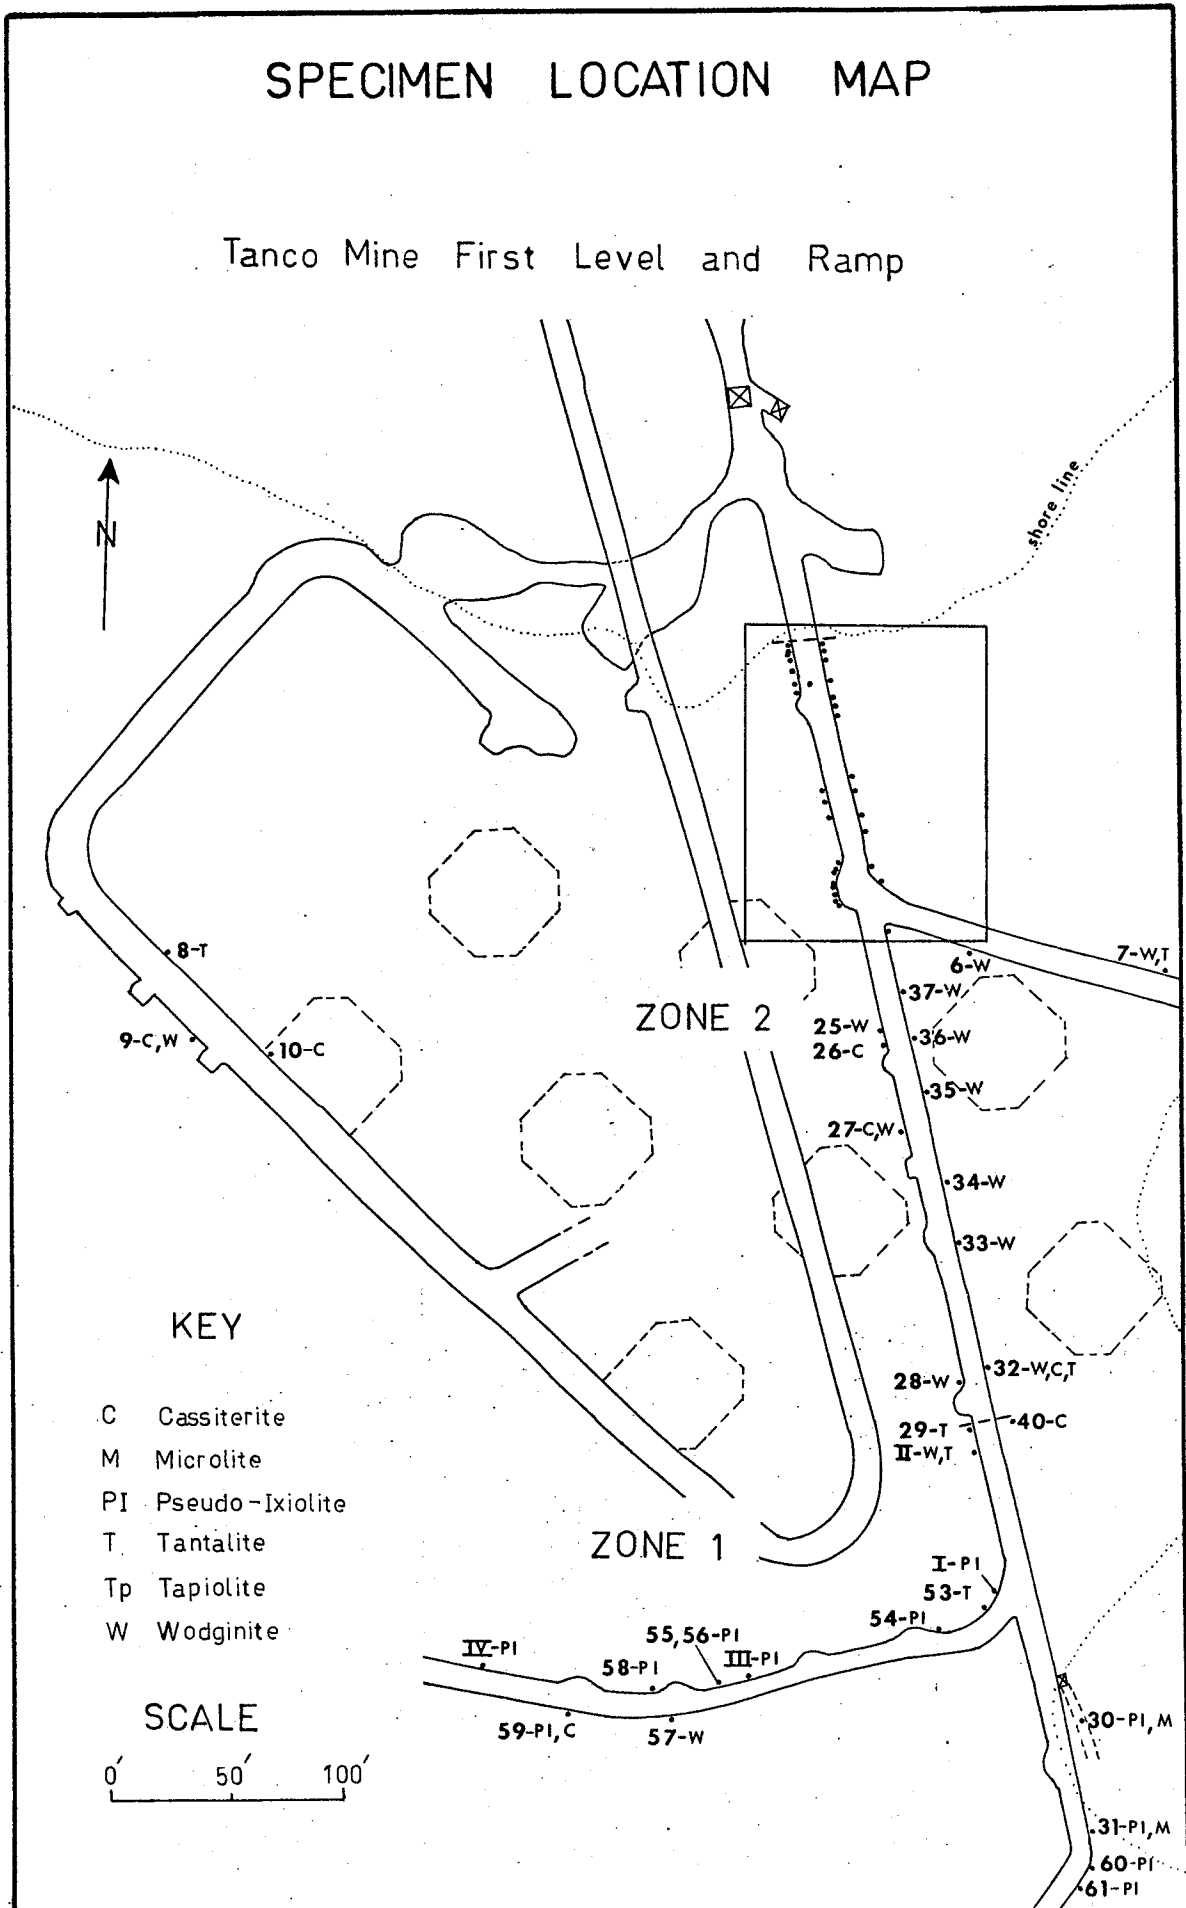 SPECIMEN LOCATION MAP
Tanco Mine First Level and Ramp
shore line
N
8-T
7-W,T
6-W
37-W
9-C,W
10-C
ZONE 2
25-W
36-W
26-C
35-W
27-C,W
34-W
33-W
KEY
32-W,C,T
28-W
C Cassiterite
40-C
29-T
M Microlite
II-W,T
PI Pseudo-Ixiolite
T Tantalite
ZONE 1
I-PI
Tp Tapiolite
53-T
54-PI
W Wodginite
55,56-PI
IV-PI
III-PI
58-PI
SCALE
59-PI,C
57-W
30-PI,M
0' 50' 100'
31-PI,M
60-PI
61-PI